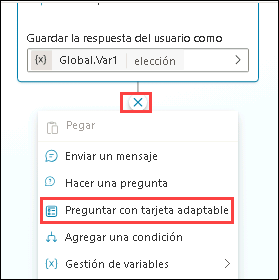 Guardar la respuesta del usuario como
{x} Global.Var1 elección
Pegar
Enviar un mensaje
Hacer una pregunta
Preguntar con tarjeta adaptable
Agregar una condición
{x} Gestión de variables